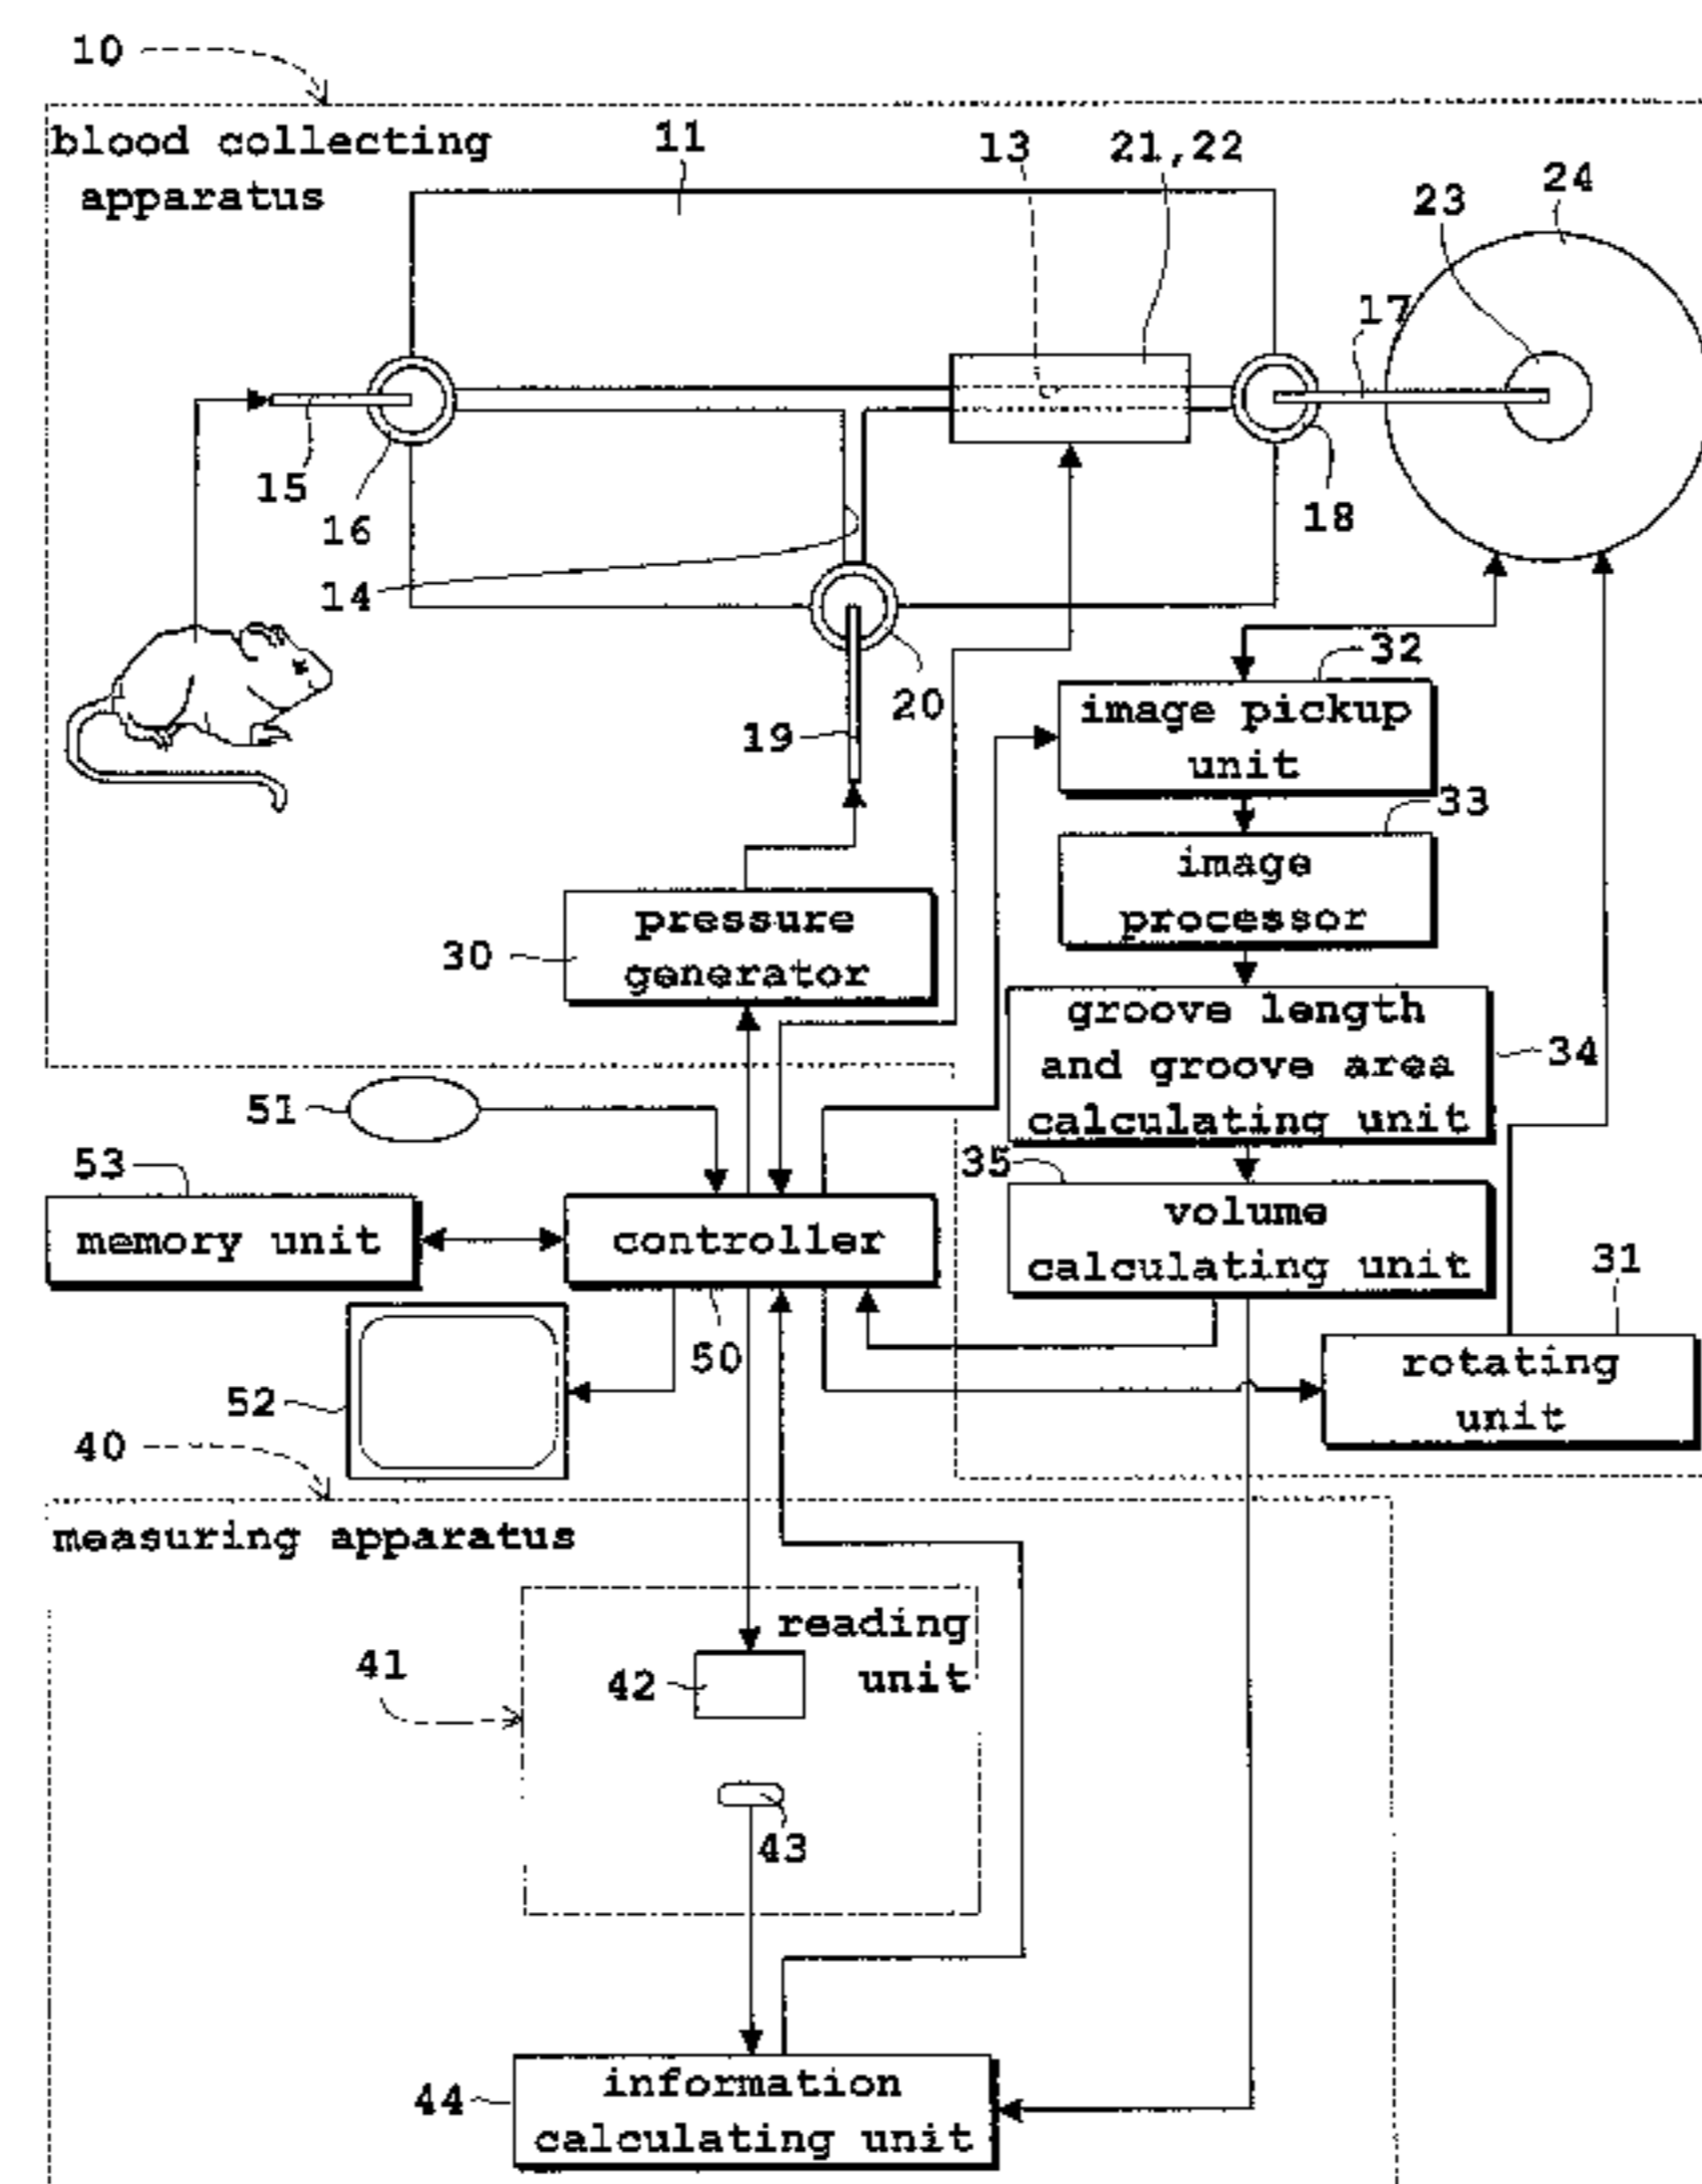 10
blood collecting
apparatus
11
13
21,22
23
24
17
15
16
14
18
20
19
32
image pickup
unit
33
image
processor
30
pressure
generator
groove length
and groove area
calculating unit
34
51
53
memory unit
controller
35
volume
calculating unit
50
31
rotating
unit
52
40
measuring apparatus
reading
unit
41
42
43
44
information
calculating unit